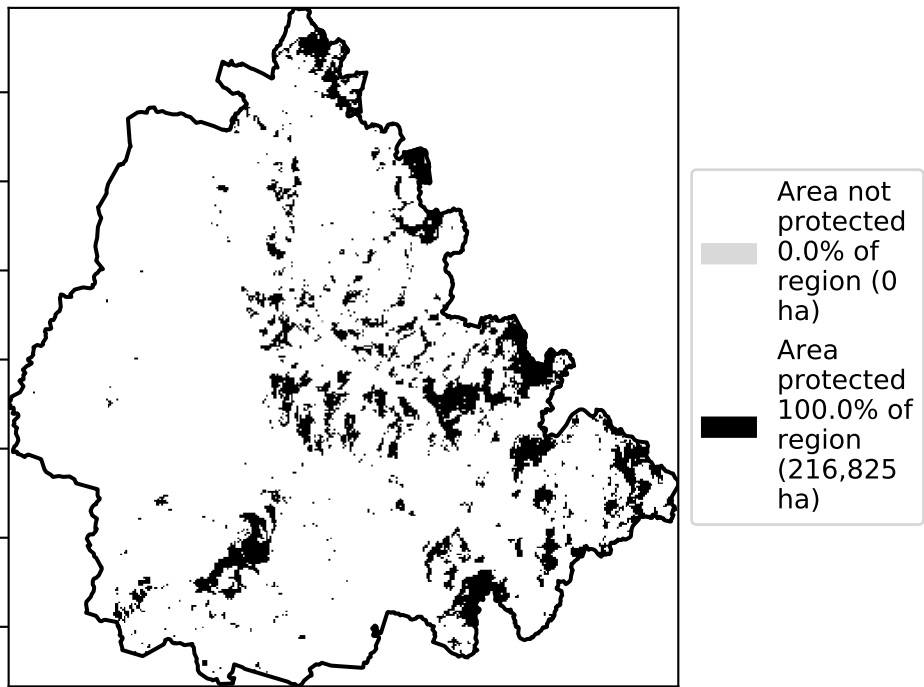 Area not
protected
0.0% of
region (0
ha)
Area
protected
100.0% of
region
(216,825
ha)